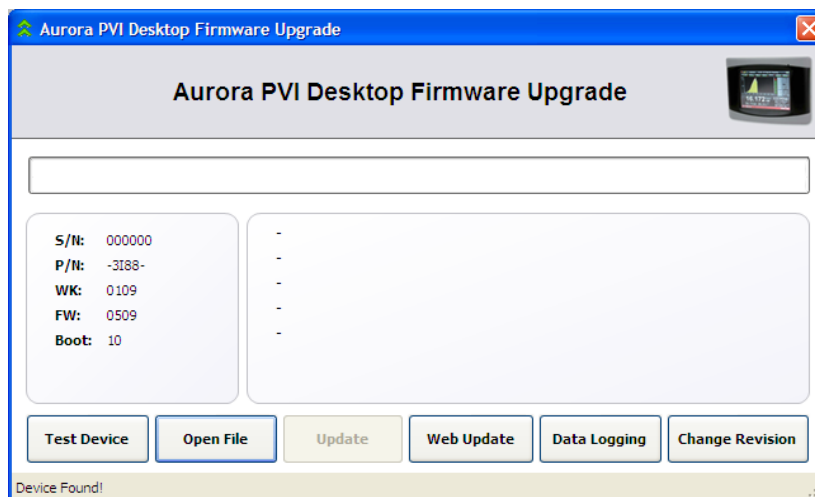 Aurora PVI Desktop Firmware Upgrade
Aurora PVI Desktop Firmware Upgrade
S/N: 000000
P/N: -3I88-
WK: 0109
FW: 0509
Boot: 10
-
-
-
-
-
Test Device Open File Update Web Update Data Logging Change Revision
Device Found!